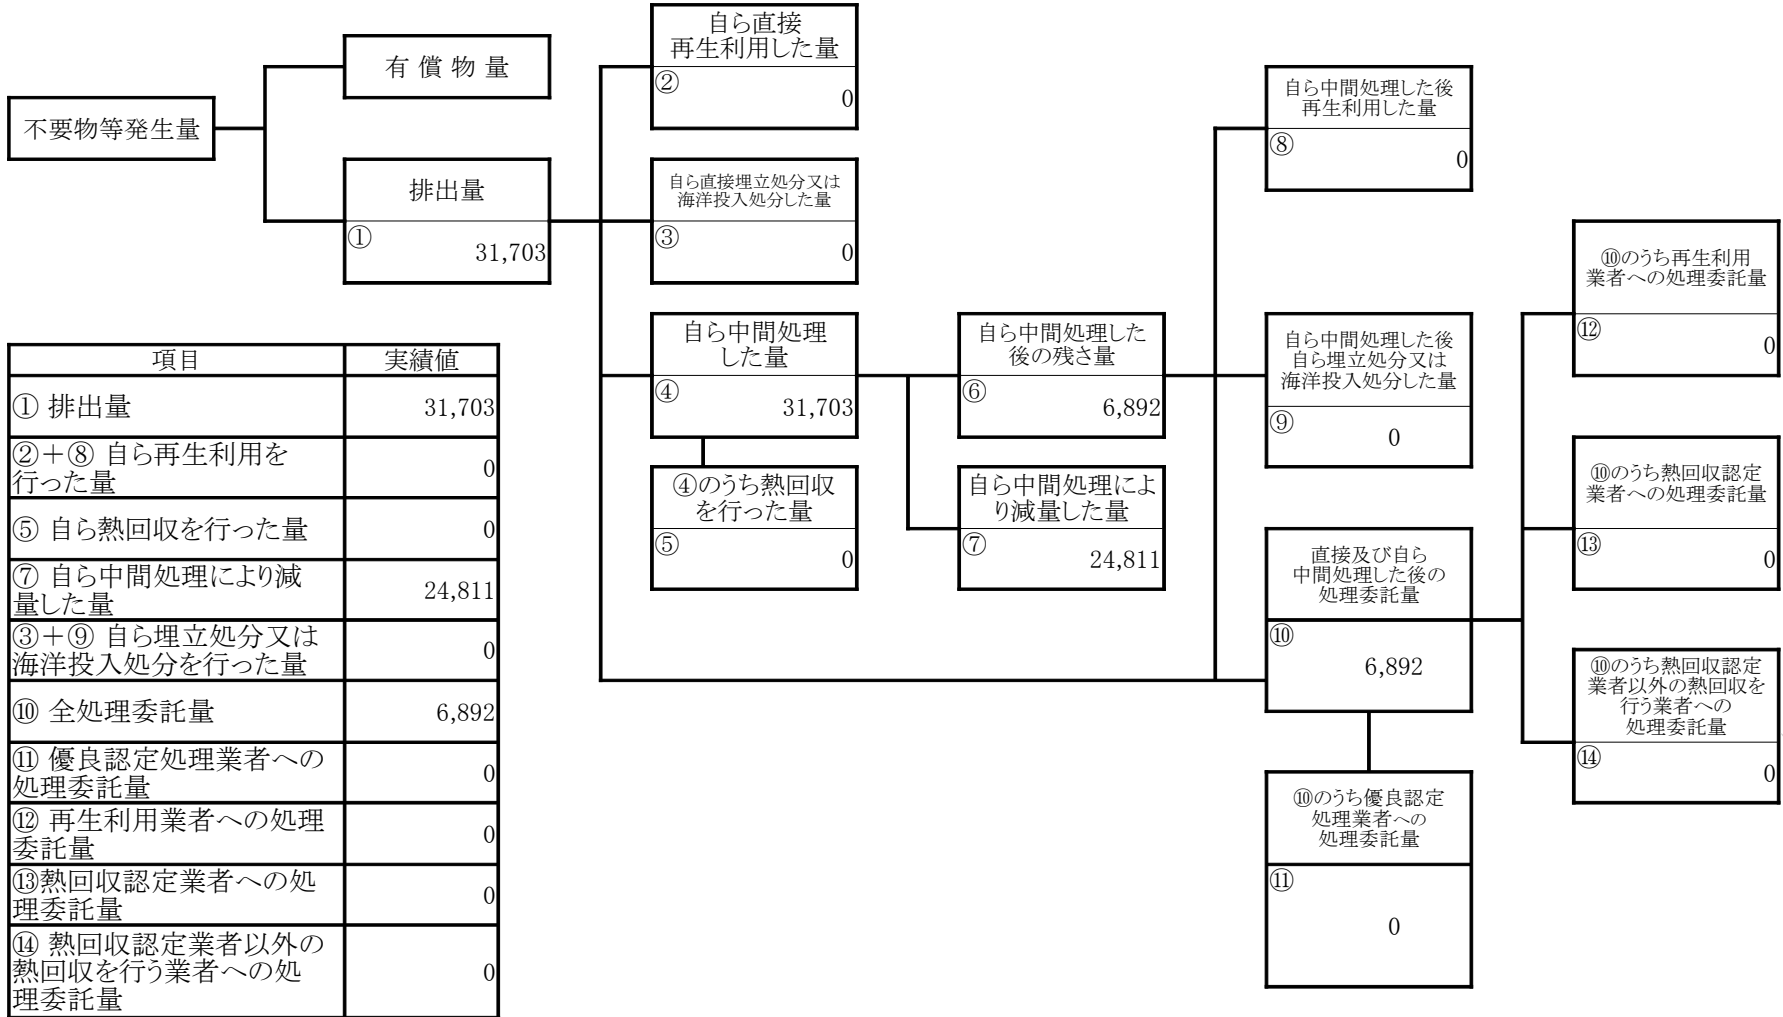 不要物等発生量
有 償 物 量
排出量
①
31,703
自ら直接
再生利用した量
②
0
自ら直接埋立処分又は
海洋投入処分した量
③
0
自ら中間処理
した量
④
31,703
④のうち熱回収
を行った量
⑤
0
自ら中間処理した
後の残さ量
⑥
6,892
自ら中間処理によ
り減量した量
⑦
24,811
自ら中間処理した後
再生利用した量
⑧
0
自ら中間処理した後
自ら埋立処分又は
海洋投入処分した量
⑨
0
直接及び自ら
中間処理した後の
処理委託量
⑩
6,892
⑩のうち優良認定
処理業者への
処理委託量
⑪
0
⑩のうち再生利用
業者への処理委託量
⑫
0
⑩のうち熱回収認定
業者への処理委託量
⑬
0
⑩のうち熱回収認定
業者以外の熱回収を
行う業者への
処理委託量
⑭
0
項目 実績値
① 排出量 31,703
②＋⑧ 自ら再生利用を
行った量 0
⑤ 自ら熱回収を行った量 0
⑦ 自ら中間処理により減
量した量 24,811
③＋⑨ 自ら埋立処分又は
海洋投入処分を行った量 0
⑩ 全処理委託量 6,892
⑪ 優良認定処理業者への
処理委託量 0
⑫ 再生利用業者への処理
委託量 0
⑬熱回収認定業者への処
理委託量 0
⑭ 熱回収認定業者以外の
熱回収を行う業者への処
理委託量 0